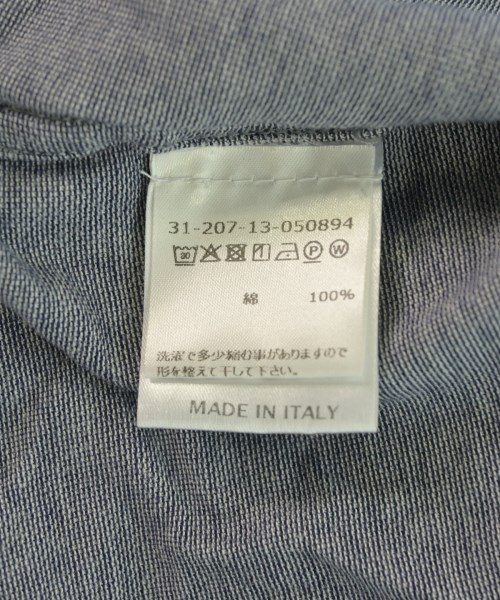 31-207-13-050894
綿 100%
洗濯で多少縮む事がありますので
形を整えて干して下さい。
MADE IN ITALY